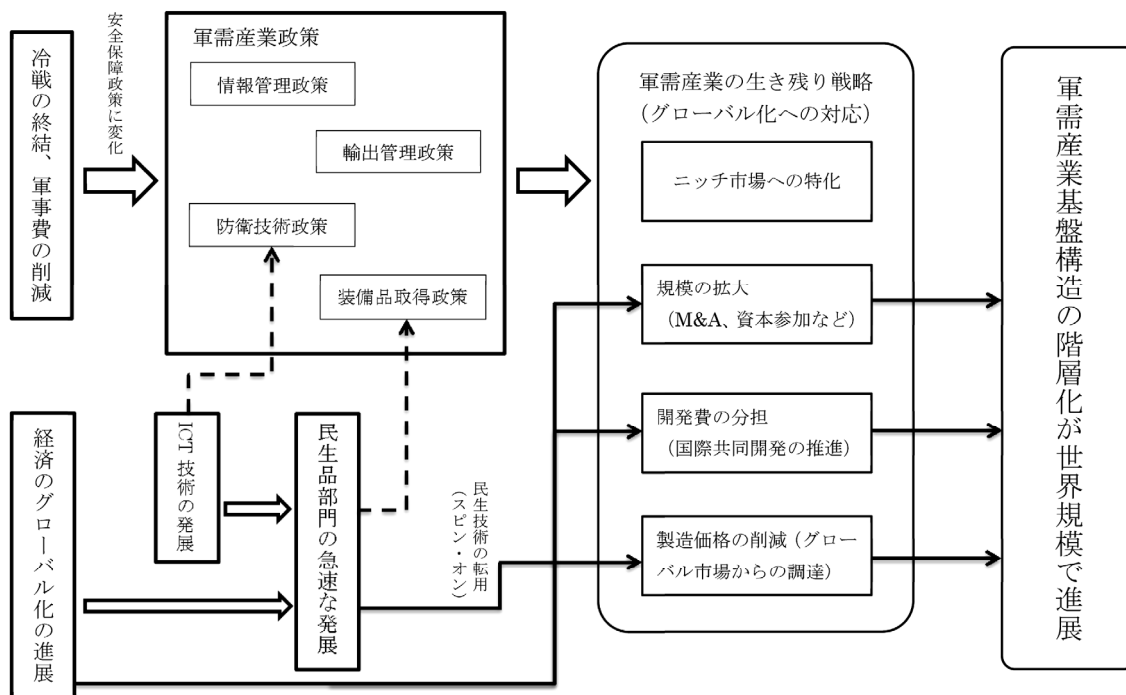 冷戦の終結、軍事費の削減
安全保障政策に変化
軍需産業政策
情報管理政策
輸出管理政策
防衛技術政策
装備品取得政策
経済のグローバル化の進展
ICT 技術の発展
民生品部門の急速な発展
民生技術の転用
(スピン・オン)
軍需産業の生き残り戦略
(グローバル化への対応)
ニッチ市場への特化
規模の拡大
(M&A、資本参加など)
開発費の分担
(国際共同開発の推進)
製造価格の削減 (グロー
バル市場からの調達)
軍需産業基盤構造の階層化が世界規模で進展